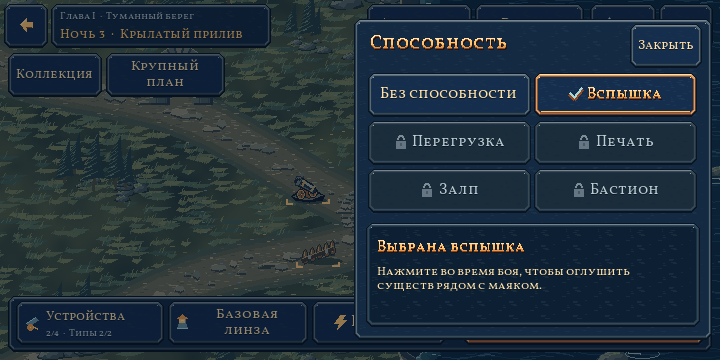 Глава I · Туманный берег
Ночь 3 · Крылатый прилив
Коллекция
Крупный
план
Способность
Закрыть
Без способности
Вспышка
Перегрузка
Печать
Залп
Бастион
Выбрана вспышка
Нажмите во время боя, чтобы оглушить
существ рядом с маяком.
Устройства
2/4 · Типы 2/2
Базовая
линза